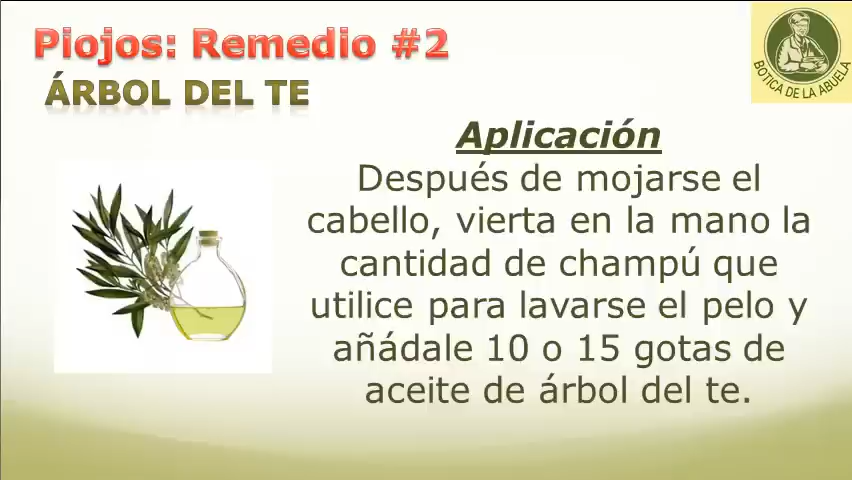 Piojos: Remedio #2
ÁRBOL DEL TE
BOTICA DE LA ABUELA
Aplicación
Después de mojarse el
cabello, vierta en la mano la
cantidad de champú que
utilice para lavarse el pelo y
añádale 10 o 15 gotas de
aceite de árbol del te.